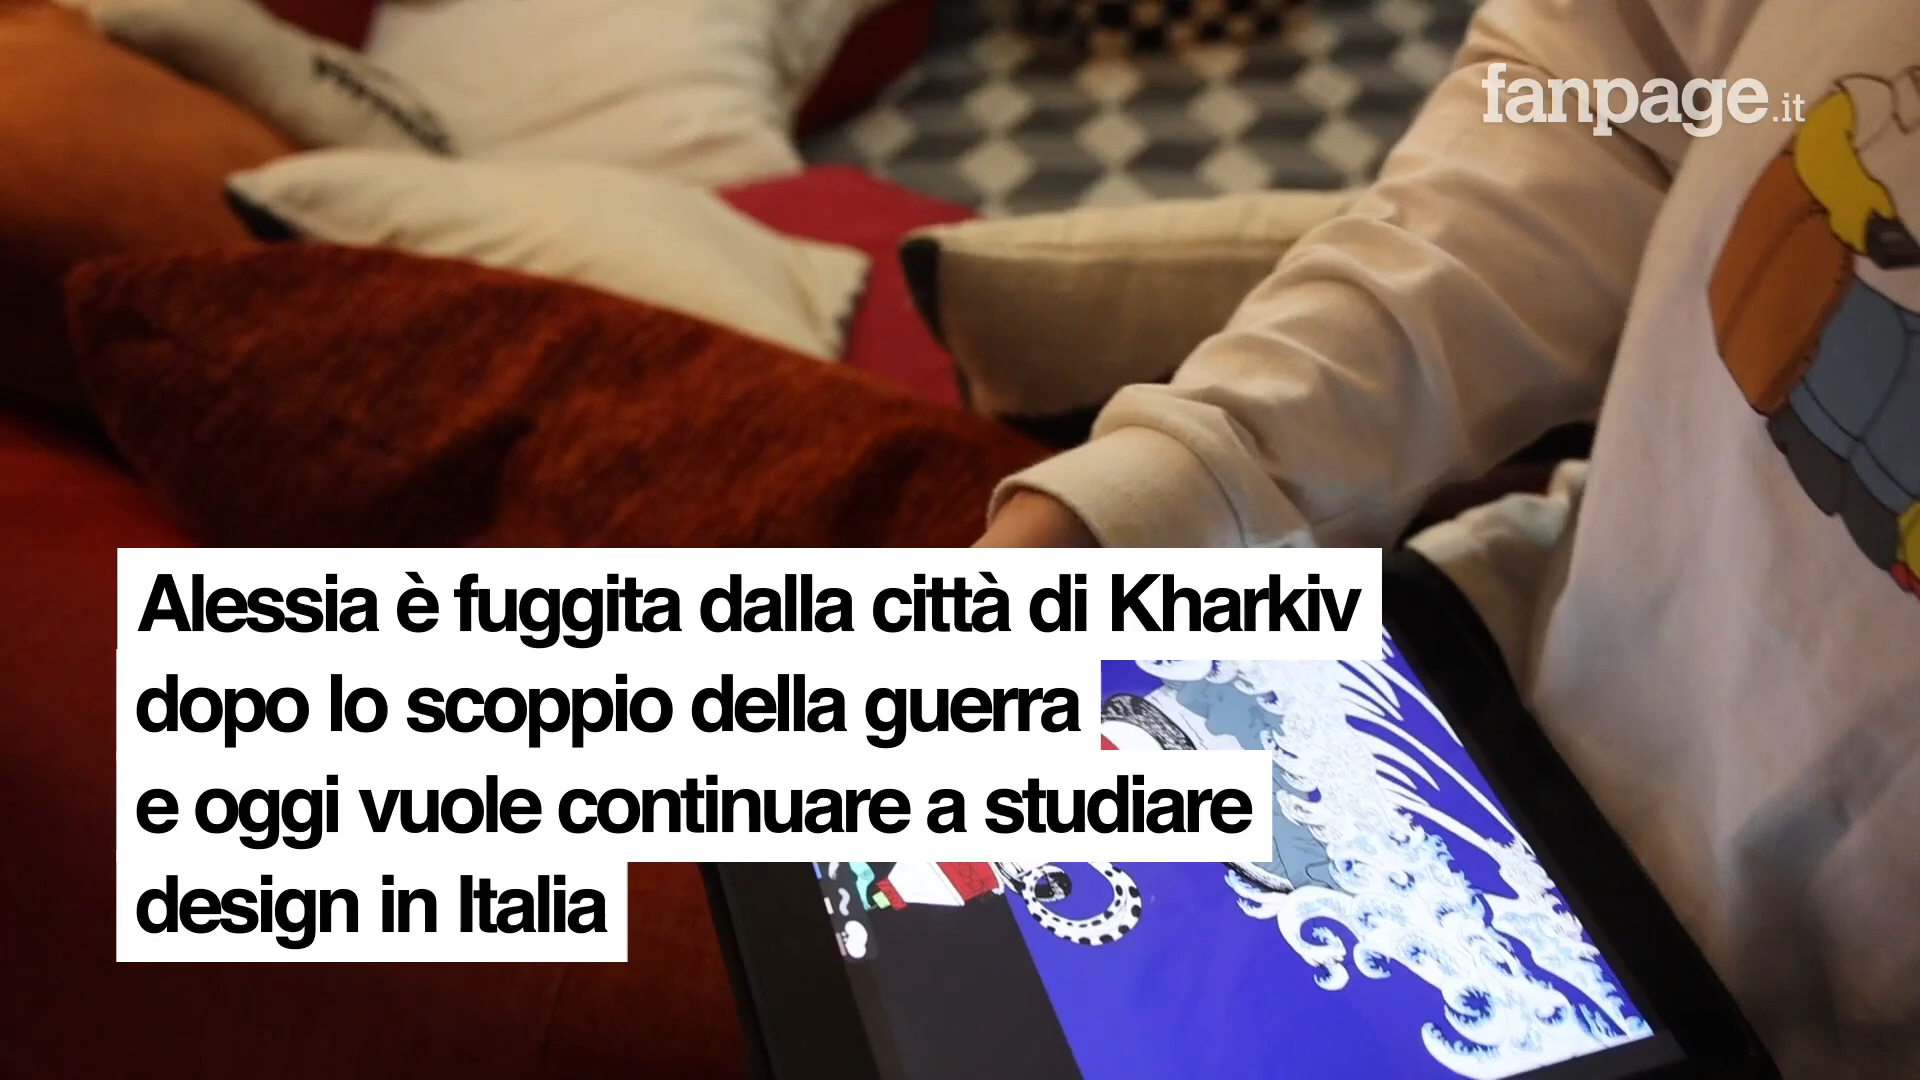 fanpage.it
Alessia è fuggita dalla città di Kharkiv
dopo lo scoppio della guerra
e oggi vuole continuare a studiare
design in Italia